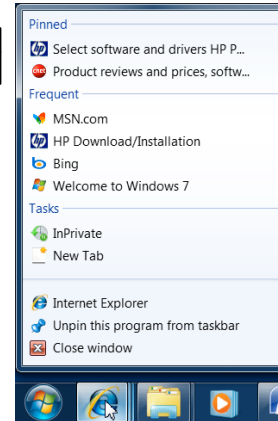 Pinned
Select software and drivers HP P...
Product reviews and prices, softw...
Frequent
MSN.com
HP Download/Installation
Bing
Welcome to Windows 7
Tasks
InPrivate
New Tab
Internet Explorer
Unpin this program from taskbar
Close window